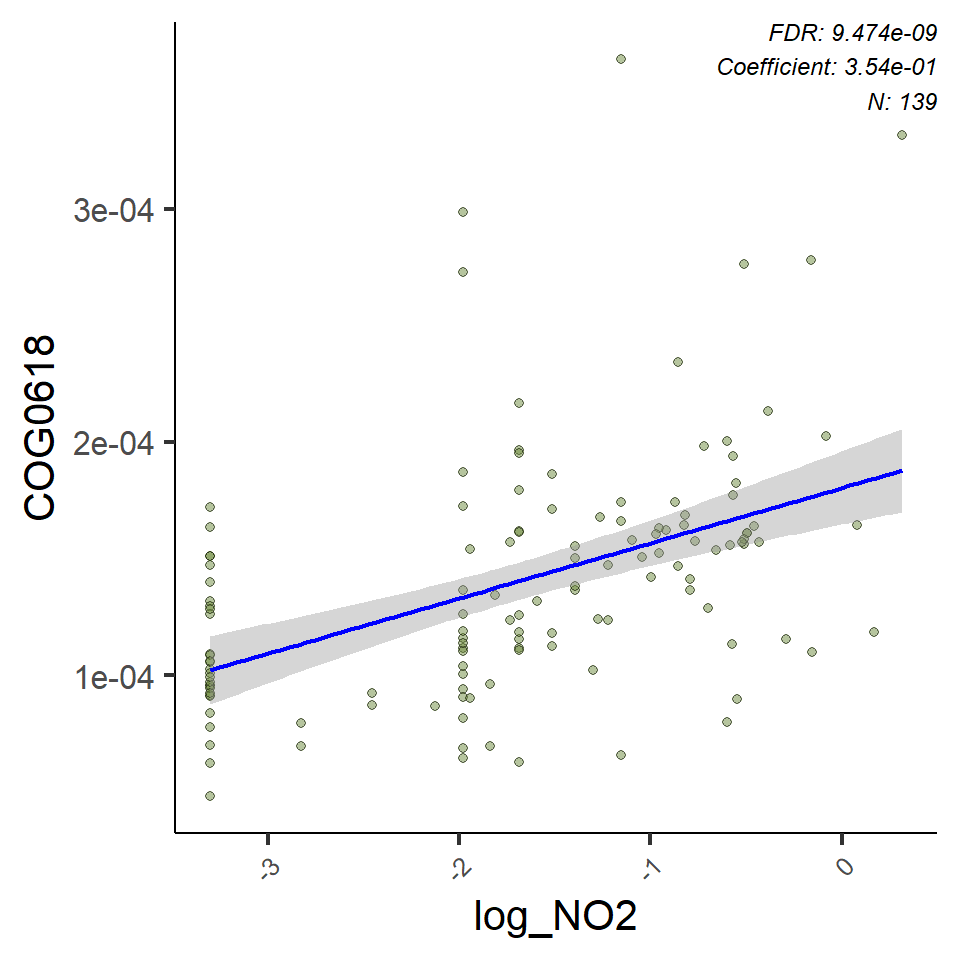 FDR: 9.474e-09
Coefficient: 3.54e-01
N: 139
3e-04
2e-04
1e-04
COG0618
-3
-2
-1
0
log_NO2